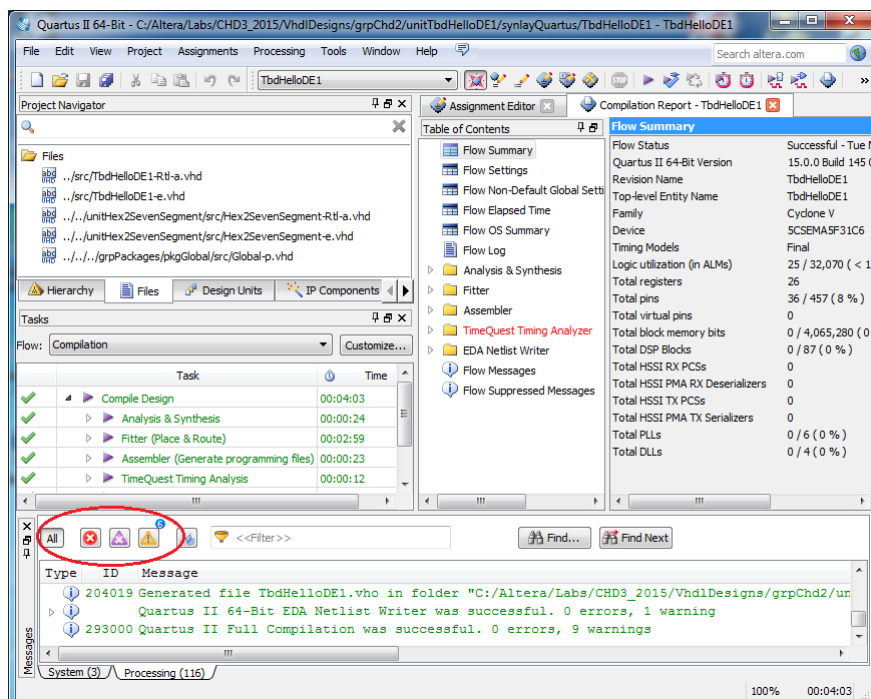 Quartus II 64-Bit - C:/Altera/Labs/CHD3_2015/VhdlDesigns/grpChd2/unitTbdHelloDE1/synlayQuartus/TbdHelloDE1 - TbdHelloDE1
File Edit View Project Assignments Processing Tools Window Help
Search altera.com
TbdHelloDE1
»
Project Navigator
Files
../src/TbdHelloDE1-Rtl-a.vhd
../src/TbdHelloDE1-e.vhd
../../unitHex2SevenSegment/src/Hex2SevenSegment-Rtl-a.vhd
../../unitHex2SevenSegment/src/Hex2SevenSegment-e.vhd
../../../grpPackages/pkgGlobal/src/Global-p.vhd
Hierarchy Files Design Units IP Components
Tasks
Flow: Compilation Customize...
Task Time
Compile Design 00:04:03
Analysis & Synthesis 00:00:24
Fitter (Place & Route) 00:02:59
Assembler (Generate programming files) 00:00:23
TimeQuest Timing Analysis 00:00:12
Assignment Editor Compilation Report - TbdHelloDE1
Table of Contents
Flow Summary
Flow Settings
Flow Non-Default Global Setti
Flow Elapsed Time
Flow OS Summary
Flow Log
Analysis & Synthesis
Fitter
Assembler
TimeQuest Timing Analyzer
EDA Netlist Writer
Flow Messages
Flow Suppressed Messages
Flow Summary
Flow Status Successful - Tue
Quartus II 64-Bit Version 15.0.0 Build 145
Revision Name TbdHelloDE1
Top-level Entity Name TbdHelloDE1
Family Cyclone V
Device 5CSEMA5F31C6
Timing Models Final
Logic utilization (in ALMs) 25 / 32,070 ( < 1
Total registers 26
Total pins 36 / 457 ( 8 % )
Total virtual pins 0
Total block memory bits 0 / 4,065,280 ( 0
Total DSP Blocks 0 / 87 ( 0 % )
Total HSSI RX PCSs 0
Total HSSI PMA RX Deserializers 0
Total HSSI TX PCSs 0
Total HSSI PMA TX Serializers 0
Total PLLs 0 / 6 ( 0 % )
Total DLLs 0 / 4 ( 0 % )
All <<Filter>> Find... Find Next
Type ID Message
204019 Generated file TbdHelloDE1.vho in folder "C:/Altera/Labs/CHD3_2015/VhdlDesigns/grpChd2/un
Quartus II 64-Bit EDA Netlist Writer was successful. 0 errors, 1 warning
293000 Quartus II Full Compilation was successful. 0 errors, 9 warnings
Messages
System (3) Processing (116)
100% 00:04:03